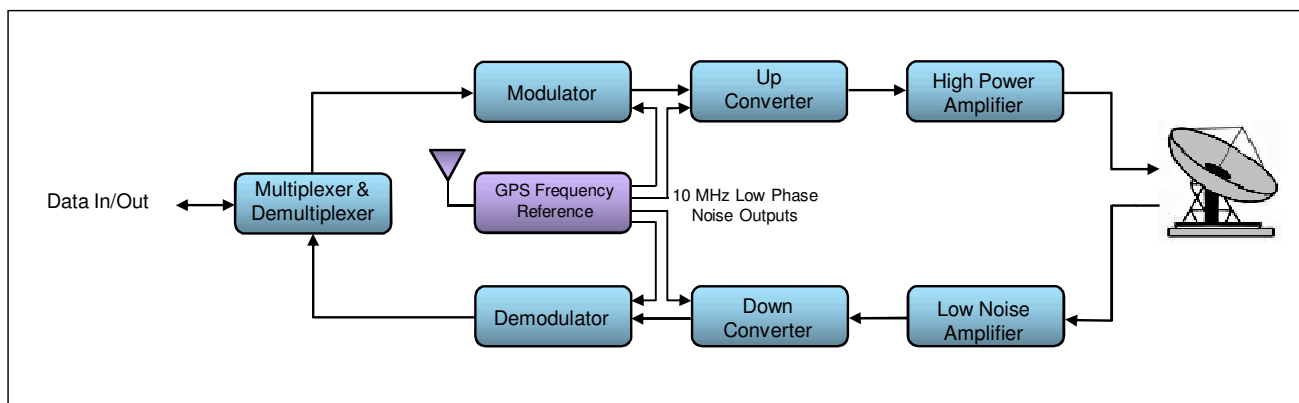 Modulator
Up
Converter
High Power
Amplifier
Data In/Out
Multiplexer &
Demultiplexer
GPS Frequency
Reference
10 MHz Low Phase
Noise Outputs
Demodulator
Down
Converter
Low Noise
Amplifier